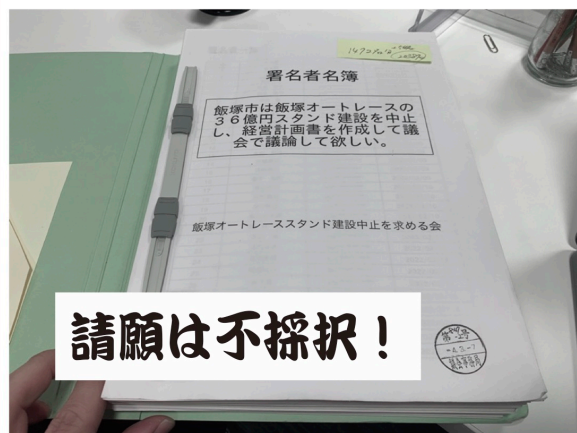 署名者名簿
飯塚市は飯塚オートレースの
36億円スタンド建設を中止
し、経営計画書を作成して議
会で議論して欲しい。
飯塚オートレーススタンド建設中止を求める会
請願は不採択！